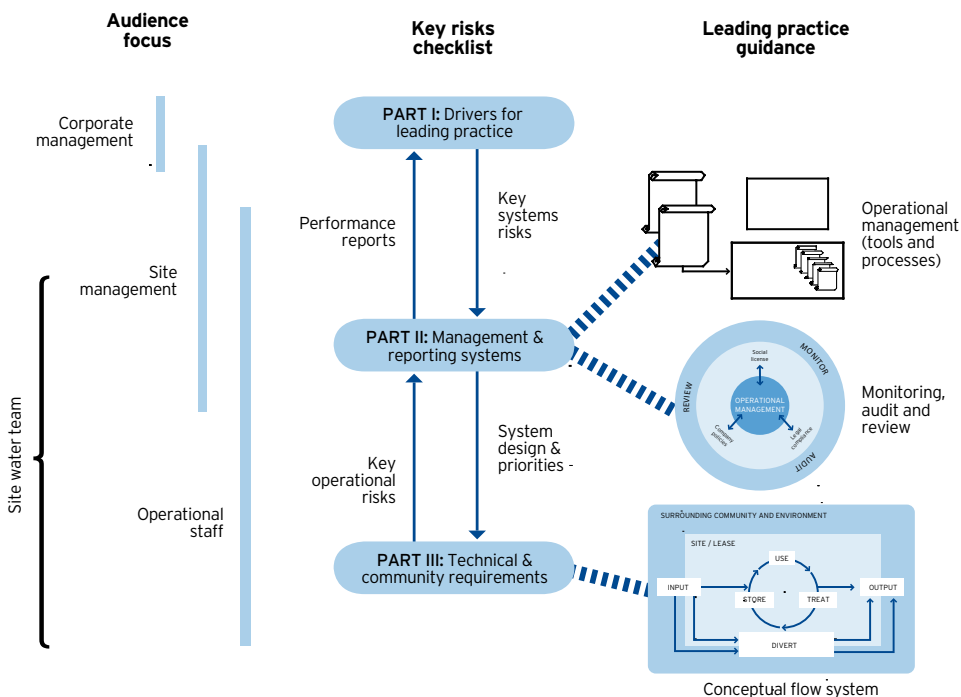 Audience
focus
Key risks
checklist
Leading practice
guidance
Corporate
management
Site
management
Operational
staff
Site water team
PART I: Drivers for
leading practice
Performance
reports
Key
systems
risks
PART II: Management &
reporting systems
Key
operational
risks
System
design &
priorities
PART III: Technical &
community requirements
Operational
management
(tools and
processes)
Social
license
MONITOR
REVIEW
OPERATIONAL
MANAGEMENT
Company
policies
Legal
compliance
AUDIT
Monitoring,
audit and
review
SURROUNDING COMMUNITY AND ENVIRONMENT
SITE / LEASE
USE
INPUT
OUTPUT
STORE
TREAT
DIVERT
Conceptual flow system